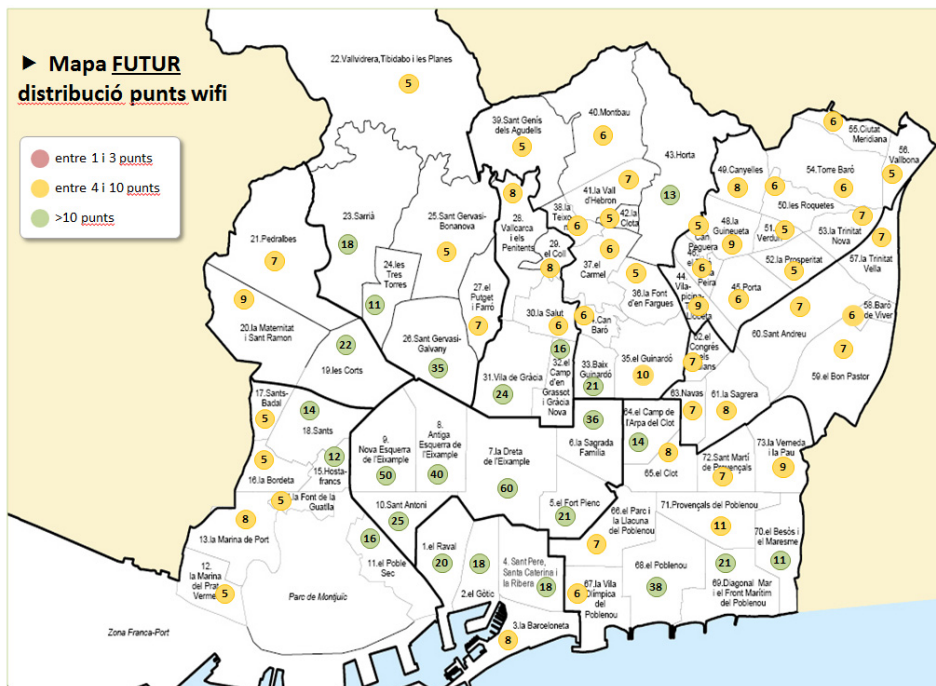 ► Mapa FUTUR
distribució punts wifi
entre 1 i 3 punts
entre 4 i 10 punts
>10 punts
22.Vallvidrera,Tibidabo i les Planes
5
39.Sant Genís
dels Agudells
5
40.Montbau
6
43.Horta
13
6
55.Ciutat
Meridiana
56.
Vallbona
5
49.Canyelles
8
6
54.Torre Baró
6
50.les Roquetes
7
53.la Trinitat
Nova
7
57.la Trinitat
Vella
41.la Vall
d'Hebron
7
38.la
6
5
42.la
Clota
8
28.
Vallcarca
i els
Penitents
23.Sarrià
18
25.Sant Gervasi-
Bonanova
5
21.Pedralbes
7
24.les
Tres
Torres
11
29.
el Coll
8
37.el
Carmel
6
5
36.la Font
d'en Fargues
5
48.la
Guineueta
9
51.
5
52.la Prosperitat
5
6
44.
9
45.Porta
6
9
20.la Maternitat
i Sant Ramon
22
19.les Corts
26.Sant Gervasi-
Galvany
35
27.el
Putget
i Farró
7
30.la Salut
6
6
Can
Baró
16
32.el
Camp
d'en
Grassot
i Gràcia
Nova
33.Baix
Guinardó
21
35.el Guinardó
10
62.el
Congrés
7
7
60.Sant Andreu
58.Baró
de Viver
6
7
59.el Bon Pastor
31.Vila de Gràcia
24
17.Sants-
Badal
5
14
18.Sants
12
15.Hosta-
francs
5
16.la Bordeta
5
la Font de la
Guatlla
8
13.la Marina de Port
12.
la Marina
5
Parc de Montjuïc
Zona Franca-Port
9.
Nova Esquerra
de l'Eixample
50
8.
Antiga
Esquerra de
l'Eixample
40
7.la Dreta
de l'Eixample
60
36
6.la Sagrada
Família
5.el Fort Pienc
21
10.Sant Antoni
25
16
11.el Poble
Sec
1.el Raval
20
18
2.el Gòtic
4. Sant Pere,
Santa Caterina i
la Ribera
18
8
3.la Barceloneta
64.el Camp de
l'Arpa del Clot
14
8
65.el Clot
63.Navas
7
61.la Sagrera
8
72.Sant Martí
de Provençals
7
73.la Verneda
i la Pau
9
66.el Parc i
la Llacuna
del Poblenou
7
71.Provençals del Poblenou
11
70.el Besòs i
el Maresme
11
6
67.la Vila
Olímpica
del
Poblenou
68.el Poblenou
38
21
69.Diagonal Mar
i el Front Marítim
del Poblenou